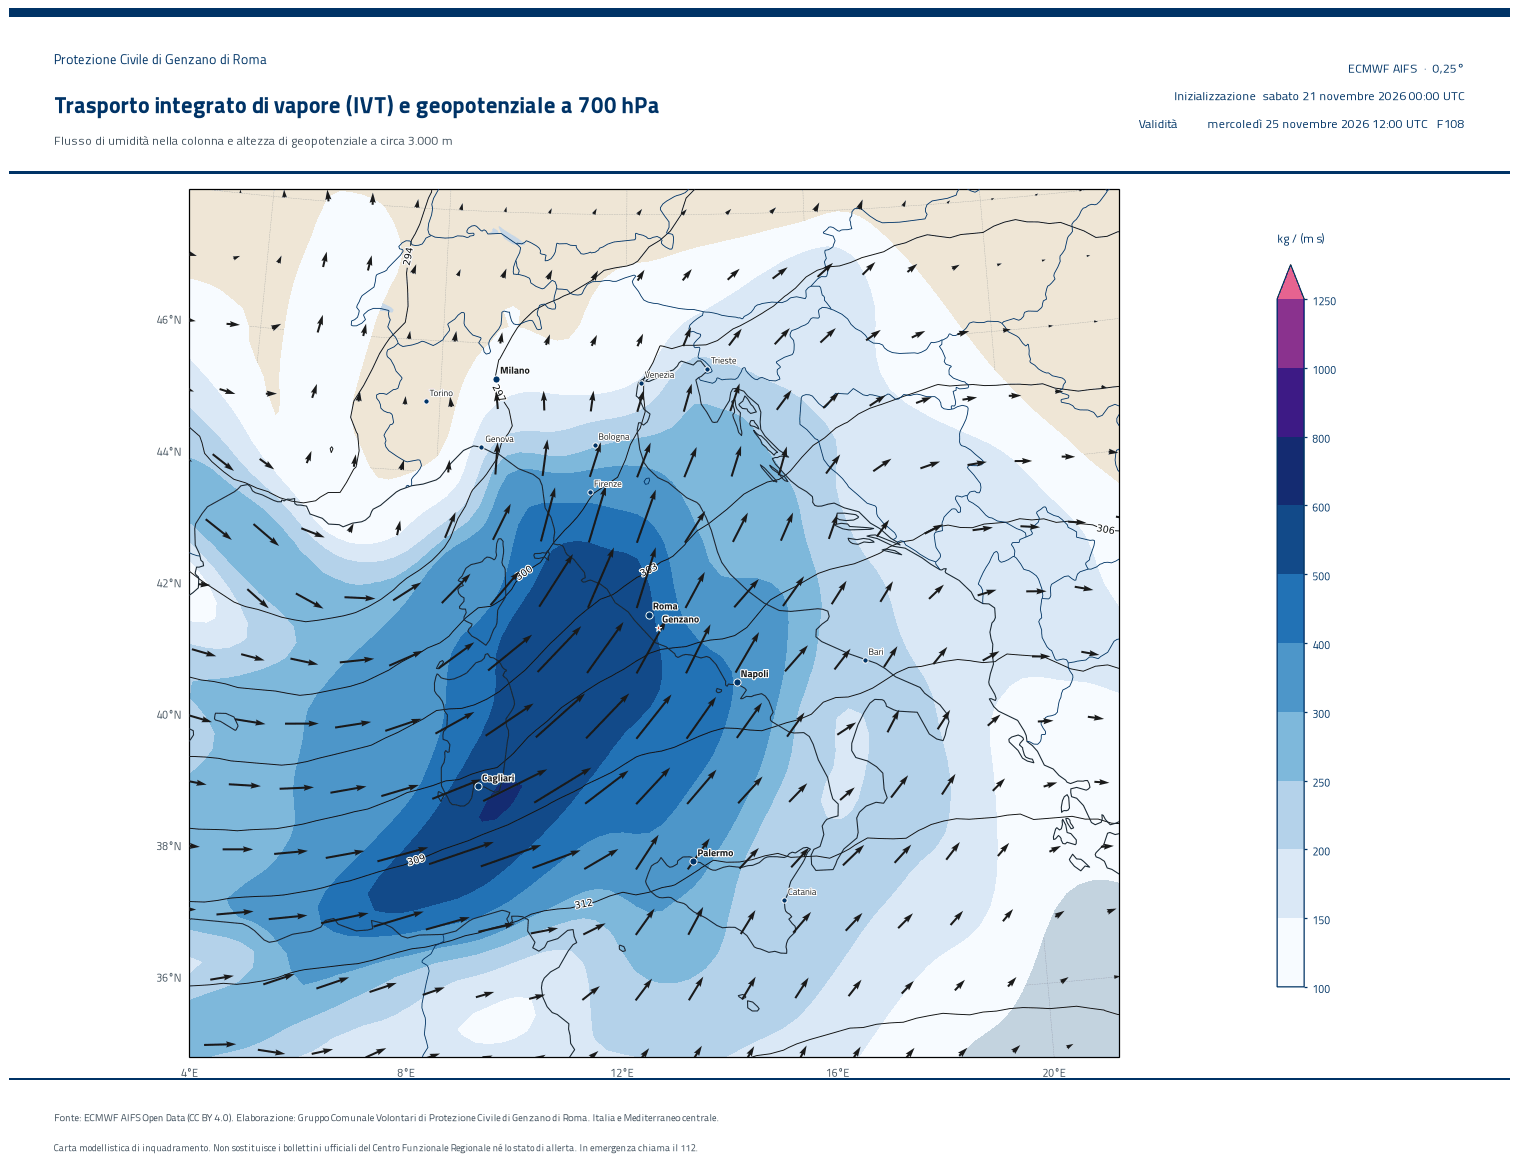 Protezione Civile di Genzano di Roma
Trasporto integrato di vapore (IVT) e geopotenziale a 700 hPa
Flusso di umidità nella colonna e altezza di geopotenziale a circa 3.000 m
ECMWF AIFS · 0,25°
Inizializzazione sabato 21 novembre 2026 00:00 UTC
Validità mercoledì 25 novembre 2026 12:00 UTC F108
kg / (m s)
1250
1000
800
600
500
400
300
250
200
150
100
46°N
44°N
42°N
40°N
38°N
36°N
4°E
8°E
12°E
16°E
20°E
294
297
300
303
306
309
312
Milano
Torino
Venezia
Trieste
Genova
Bologna
Firenze
Roma
Genzano
Napoli
Bari
Cagliari
Palermo
Catania
Fonte: ECMWF AIFS Open Data (CC BY 4.0). Elaborazione: Gruppo Comunale Volontari di Protezione Civile di Genzano di Roma. Italia e Mediterraneo centrale.
Carta modellistica di inquadramento. Non sostituisce i bollettini ufficiali del Centro Funzionale Regionale né lo stato di allerta. In emergenza chiama il 112.